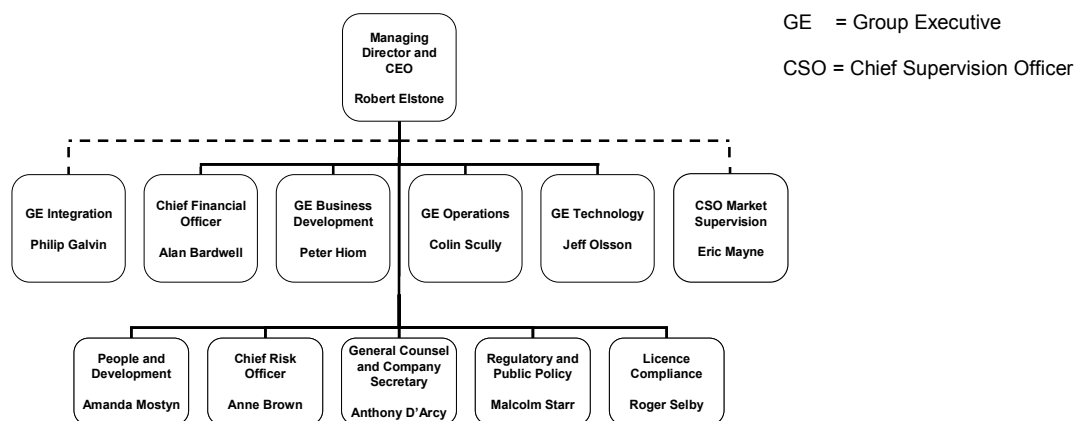 GE = Group Executive
CSO = Chief Supervision Officer
Managing
Director and
CEO
Robert Elstone
GE Integration
Philip Galvin
Chief Financial
Officer
Alan Bardwell
GE Business
Development
Peter Hiom
GE Operations
Colin Scully
GE Technology
Jeff Olsson
CSO Market
Supervision
Eric Mayne
People and
Development
Amanda Mostyn
Chief Risk
Officer
Anne Brown
General Counsel
and Company
Secretary
Anthony D'Arcy
Regulatory and
Public Policy
Malcolm Starr
Licence
Compliance
Roger Selby